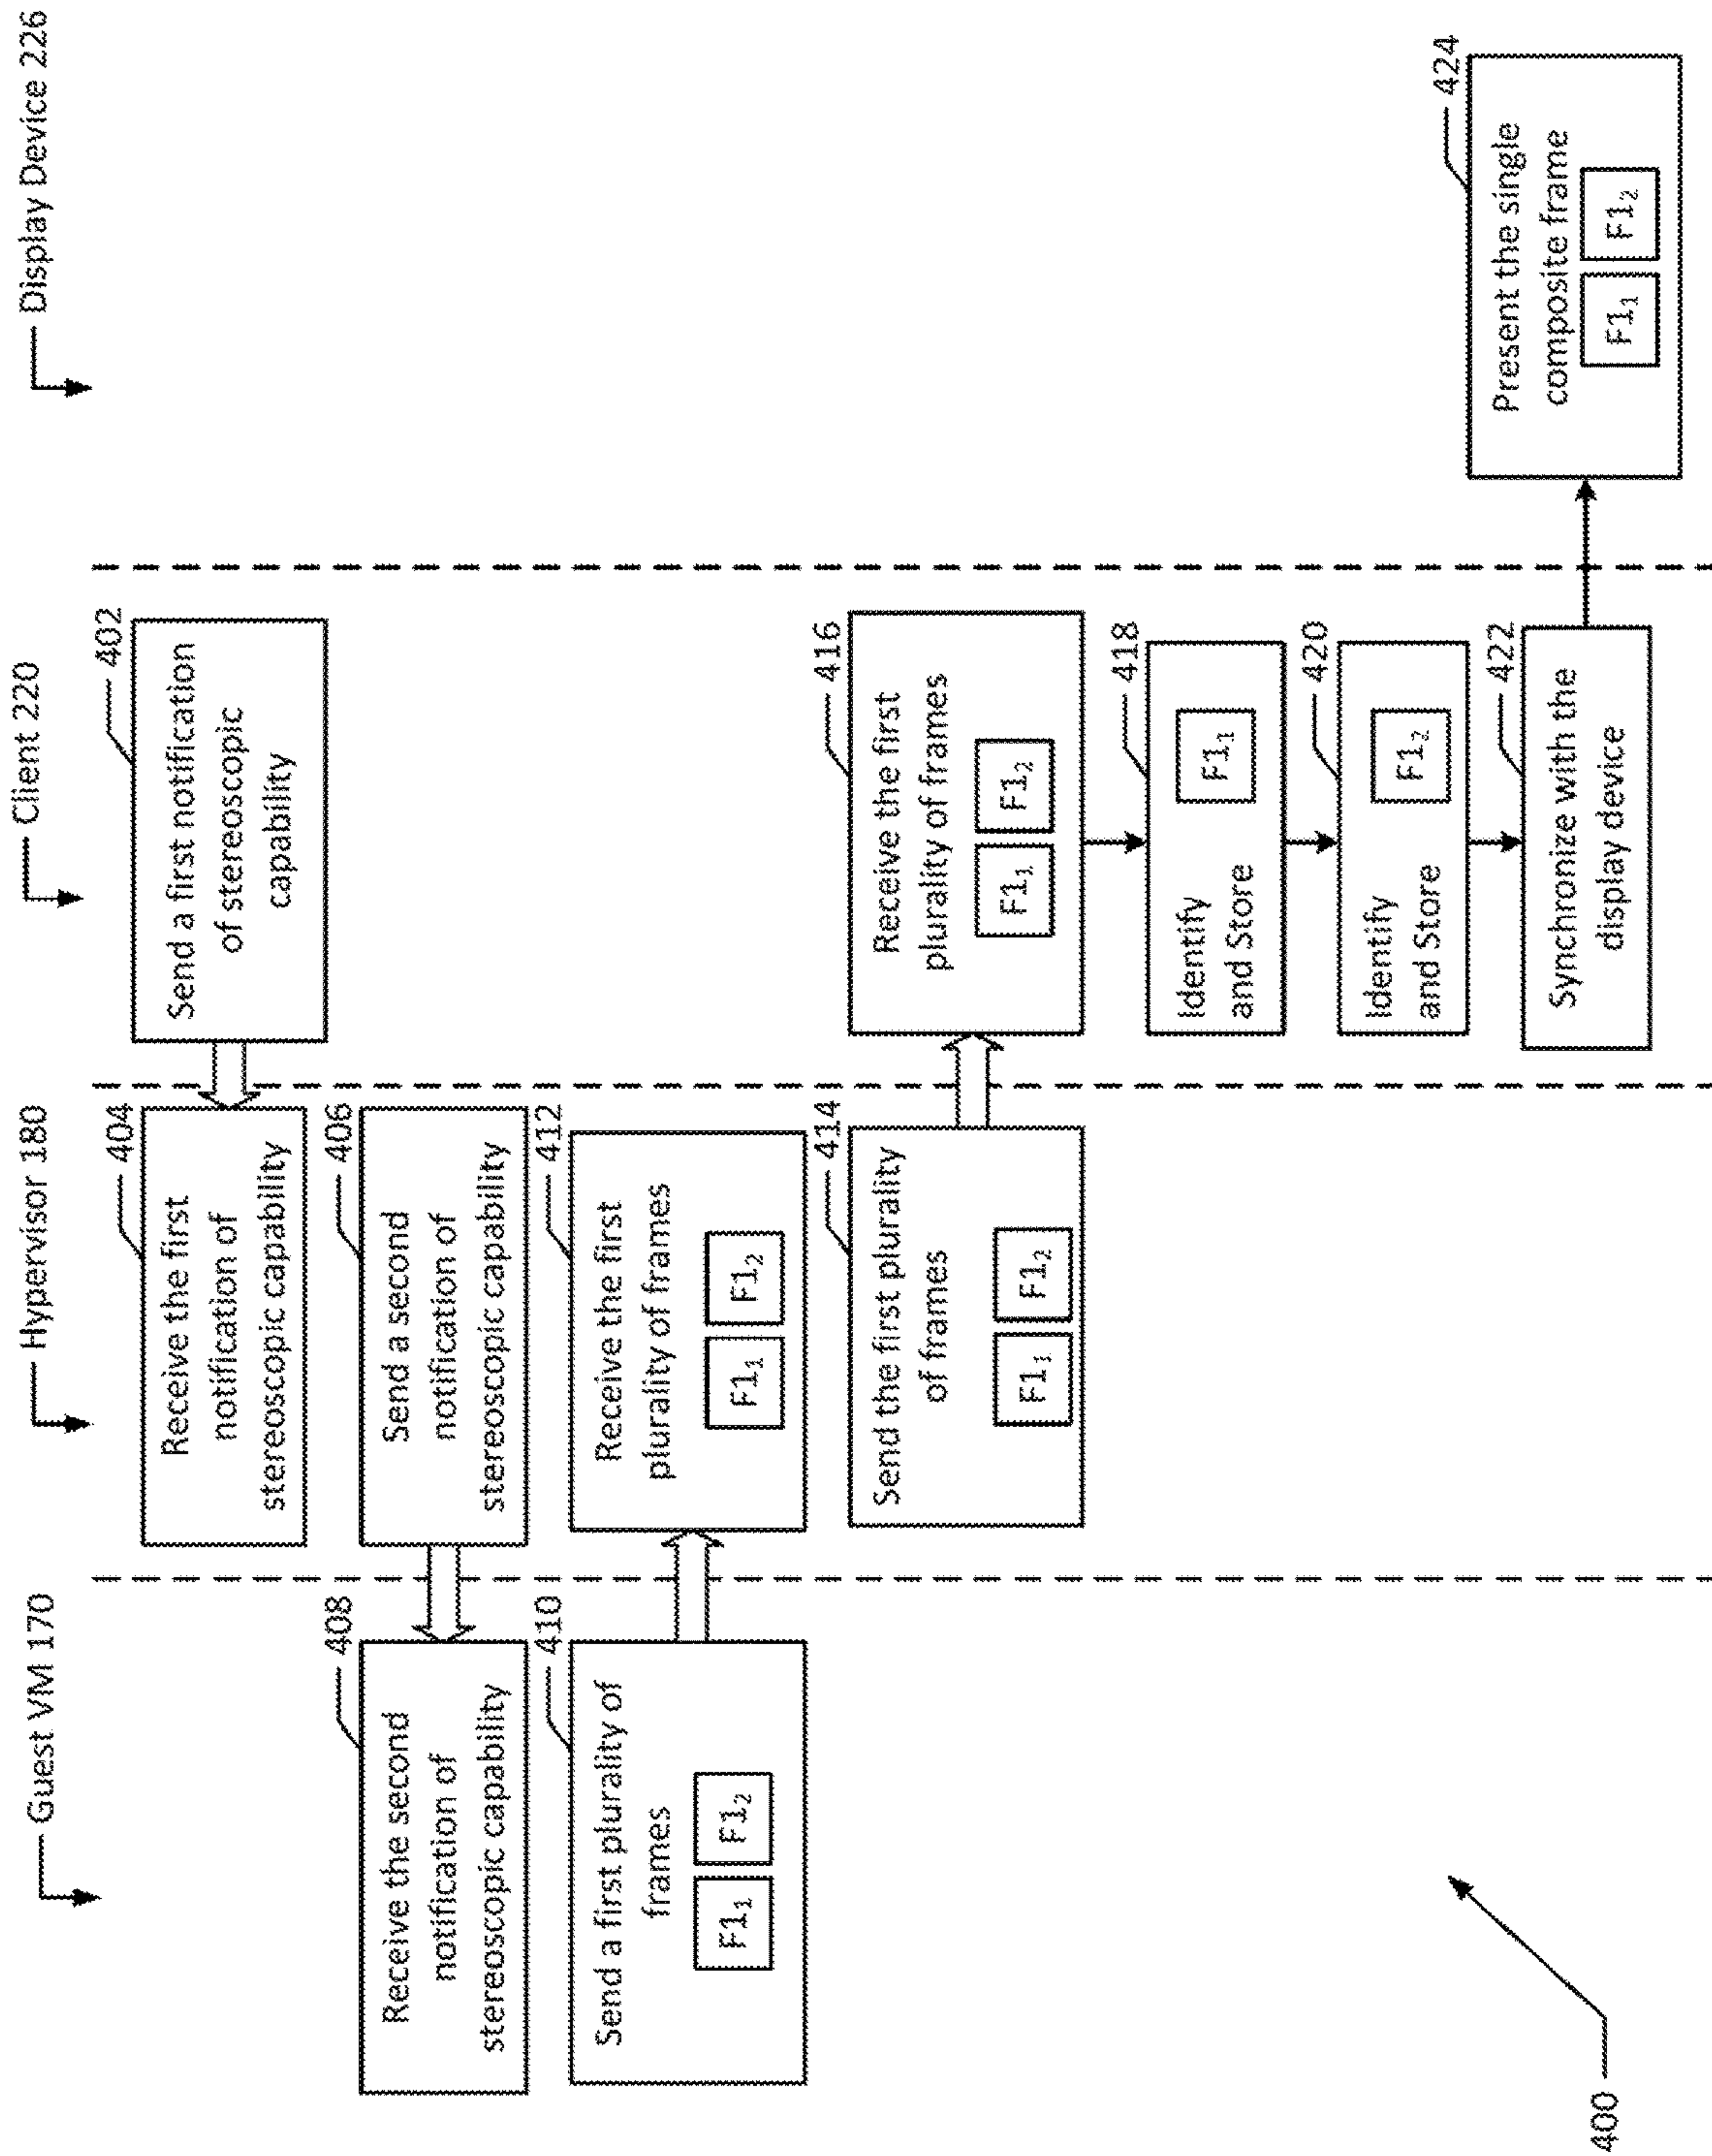 Guest VM 170
Hypervisor 180
Client 220
Display Device 226
402
Send a first notification
of stereoscopic
capability
404
Receive the first
notification of
stereoscopic capability
406
Send a second
notification of
stereoscopic capability
408
Receive the second
notification of
stereoscopic capability
410
Send a first plurality of
frames
F1₁ F1₂
412
Receive the first
plurality of frames
F1₁ F1₂
414
Send the first plurality
of frames
F1₁ F1₂
416
Receive the first
plurality of frames
F1₁ F1₂
418
Identify
and Store
F1₁
420
Identify
and Store
F1₂
422
Synchronize with the
display device
424
Present the single
composite frame
F1₁ F1₂
400